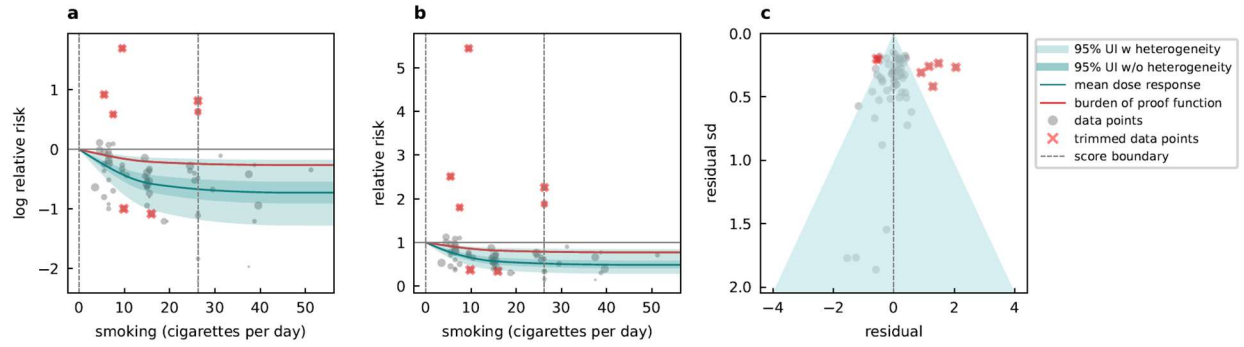 a
b
c
log relative risk
1
0
−1
−2
0
10
20
30
40
50
smoking (cigarettes per day)
relative risk
5
4
3
2
1
0
0
10
20
30
40
50
smoking (cigarettes per day)
residual sd
0.0
0.5
1.0
1.5
2.0
−4
−2
0
2
4
residual
95% UI w heterogeneity
95% UI w/o heterogeneity
mean dose response
burden of proof function
data points
trimmed data points
score boundary